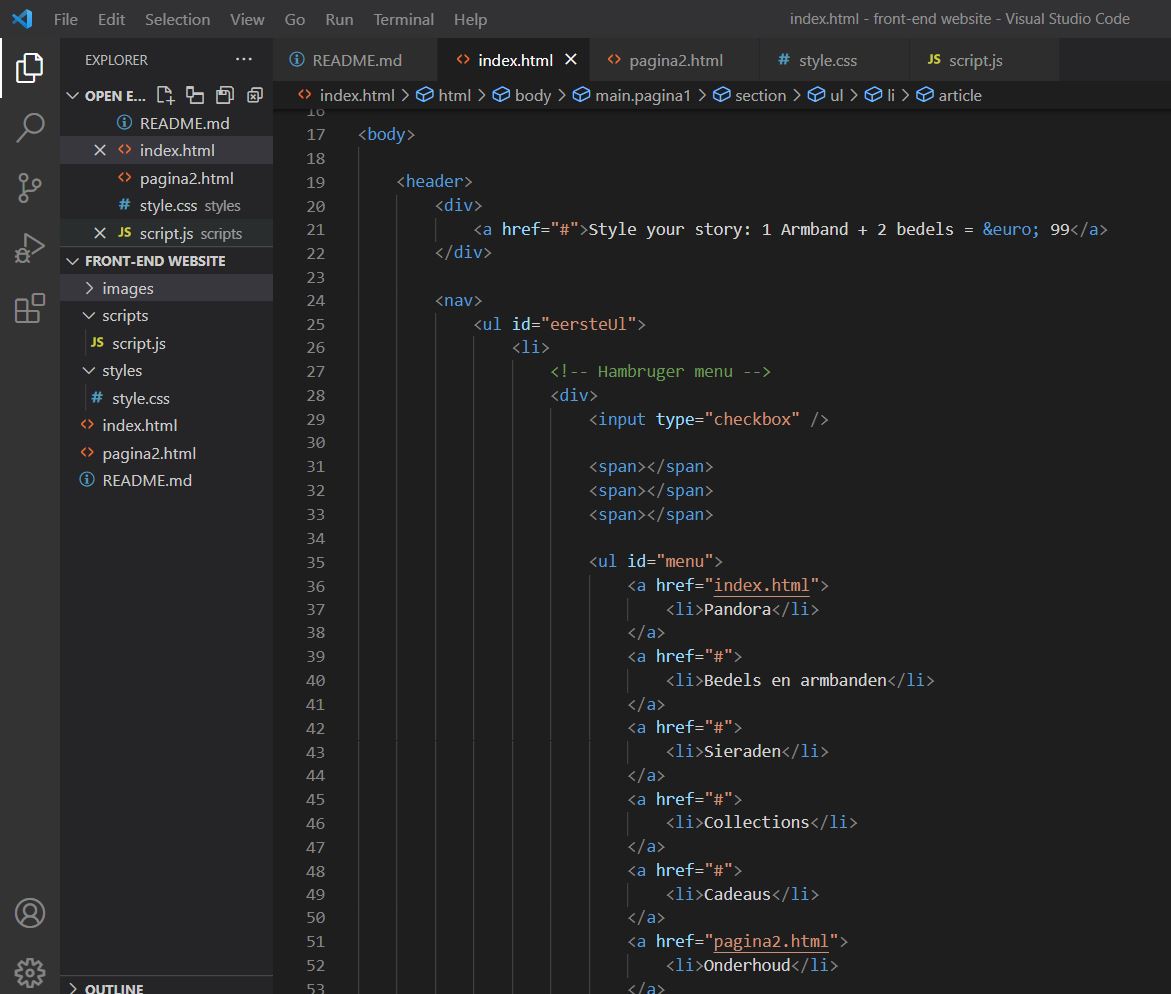 File Edit Selection View Go Run Terminal Help index.html - front-end website - Visual Studio Code
EXPLORER
README.md index.html pagina2.html style.css JS script.js
OPEN E...
index.html > html > body > main.pagina1 > section > ul > li > article
README.md
index.html
pagina2.html
# style.css styles
JS script.js scripts
FRONT-END WEBSITE
images
scripts
JS script.js
styles
# style.css
index.html
pagina2.html
README.md
OUTLINE
16
17 <body>
18
19 <header>
20 <div>
21 <a href="#">Style your story: 1 Armband + 2 bedels = &euro; 99</a>
22 </div>
23
24 <nav>
25 <ul id="eersteUl">
26 <li>
27 <!-- Hambruger menu -->
28 <div>
29 <input type="checkbox" />
30
31 <span></span>
32 <span></span>
33 <span></span>
34
35 <ul id="menu">
36 <a href="index.html">
37 <li>Pandora</li>
38 </a>
39 <a href="#">
40 <li>Bedels en armbanden</li>
41 </a>
42 <a href="#">
43 <li>Sieraden</li>
44 </a>
45 <a href="#">
46 <li>Collections</li>
47 </a>
48 <a href="#">
49 <li>Cadeaus</li>
50 </a>
51 <a href="pagina2.html">
52 <li>Onderhoud</li>
53 </a>